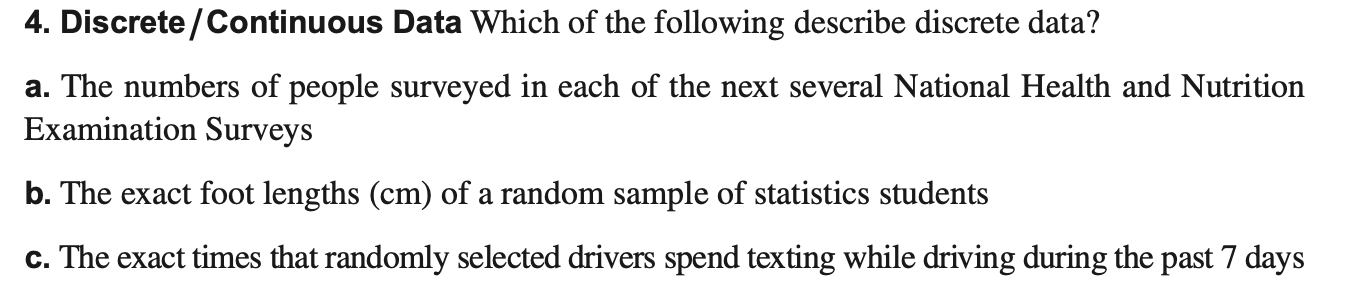 4. Discrete/Continuous Data Which of the following describe discrete data?
a. The numbers of people surveyed in each of the next several National Health and Nutrition
Examination Surveys
b. The exact foot lengths (cm) of a random sample of statistics students
c. The exact times that randomly selected drivers spend texting while driving during the past 7 days